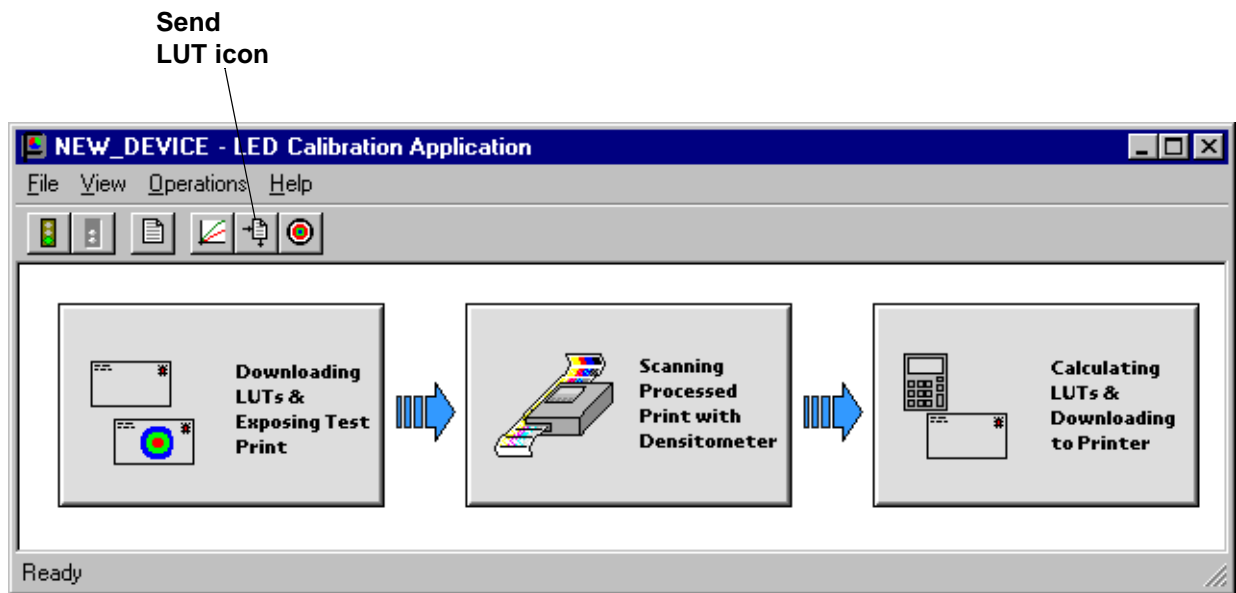 Send
LUT icon
NEW_DEVICE - LED Calibration Application
File View Operations Help
Downloading
LUTs &
Exposing Test
Print
Scanning
Processed
Print with
Densitometer
Calculating
LUTs &
Downloading
to Printer
Ready